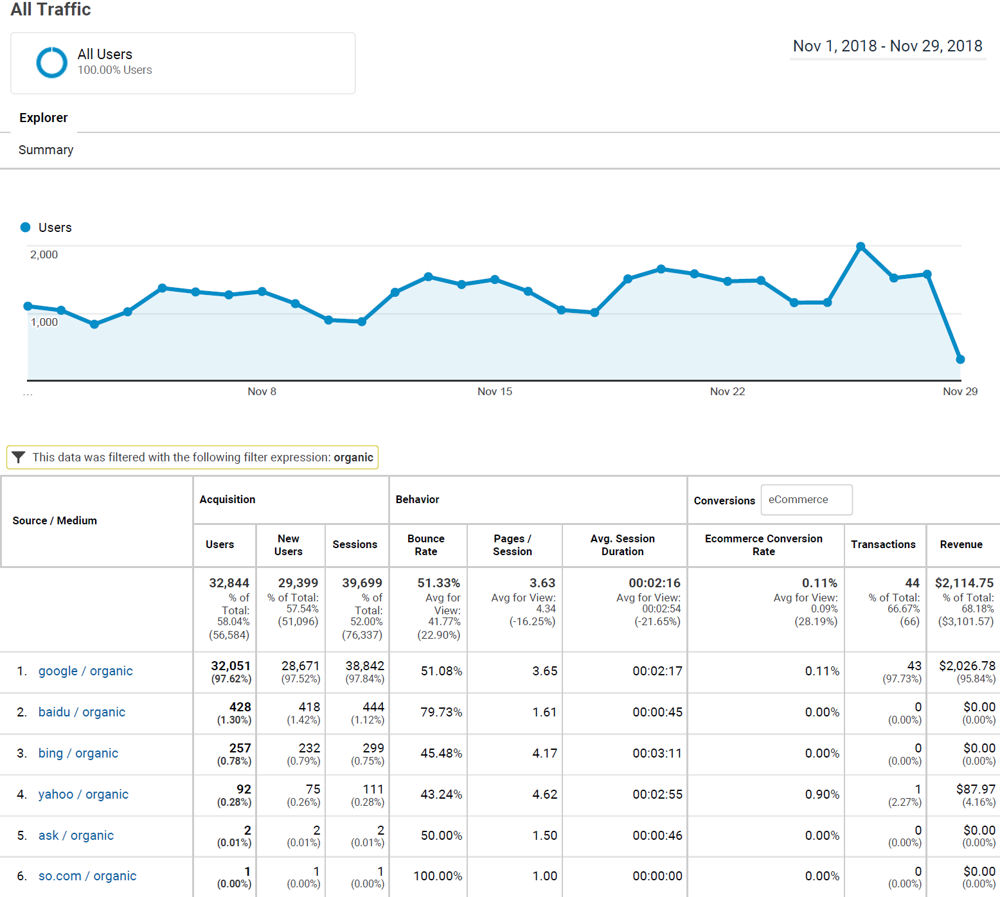 All Traffic
All Users
100.00% Users
Nov 1, 2018 - Nov 29, 2018
Explorer
Summary
Users
2,000
1,000
...
Nov 8
Nov 15
Nov 22
Nov 29
This data was filtered with the following filter expression: organic
Source / Medium
Acquisition
Behavior
Conversions eCommerce
Users
New
Users
Sessions
Bounce
Rate
Pages /
Session
Avg. Session
Duration
Ecommerce Conversion
Rate
Transactions
Revenue
32,844
% of
Total:
58.04%
(56,584)
29,399
% of Total:
57.54%
(51,096)
39,699
% of
Total:
52.00%
(76,337)
51.33%
Avg for
View:
41.77%
(22.90%)
3.63
Avg for View:
4.34
(-16.25%)
00:02:16
Avg for View:
00:02:54
(-21.65%)
0.11%
Avg for View:
0.09%
(28.19%)
44
% of Total:
66.67%
(66)
$2,114.75
% of Total:
68.18%
($3,101.57)
1. google / organic
32,051
(97.62%)
28,671
(97.52%)
38,842
(97.84%)
51.08%
3.65
00:02:17
0.11%
43
(97.73%)
$2,026.78
(95.84%)
2. baidu / organic
428
(1.30%)
418
(1.42%)
444
(1.12%)
79.73%
1.61
00:00:45
0.00%
0
(0.00%)
$0.00
(0.00%)
3. bing / organic
257
(0.78%)
232
(0.79%)
299
(0.75%)
45.48%
4.17
00:03:11
0.00%
0
(0.00%)
$0.00
(0.00%)
4. yahoo / organic
92
(0.28%)
75
(0.26%)
111
(0.28%)
43.24%
4.62
00:02:55
0.90%
1
(2.27%)
$87.97
(4.16%)
5. ask / organic
2
(0.01%)
2
(0.01%)
2
(0.01%)
50.00%
1.50
00:00:46
0.00%
0
(0.00%)
$0.00
(0.00%)
6. so.com / organic
1
(0.00%)
1
(0.00%)
1
(0.00%)
100.00%
1.00
00:00:00
0.00%
0
(0.00%)
$0.00
(0.00%)